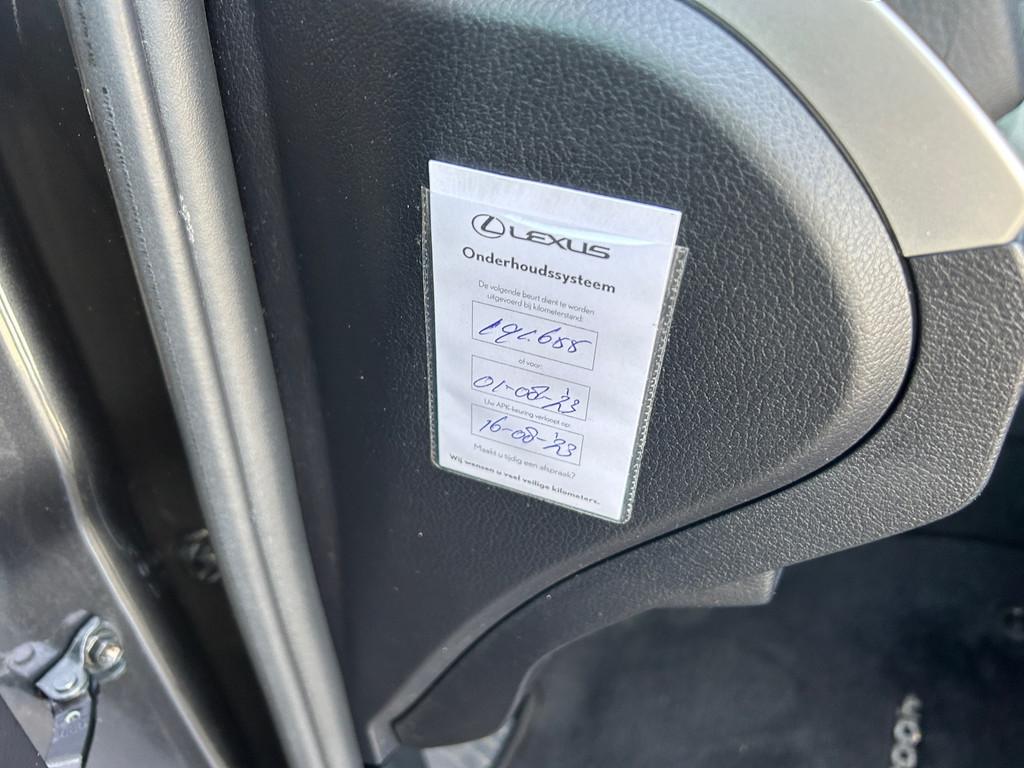 LEXUS
Onderhoudssysteem
De volgende beurt dient te worden
uitgevoerd bij kilometerstand:
of voor:
01-08-'23
Uw APK-keuring verloopt op:
16-08-'23
Maakt u tijdig een afspraak?
Wij wensen u veel veilige kilometers.
400h